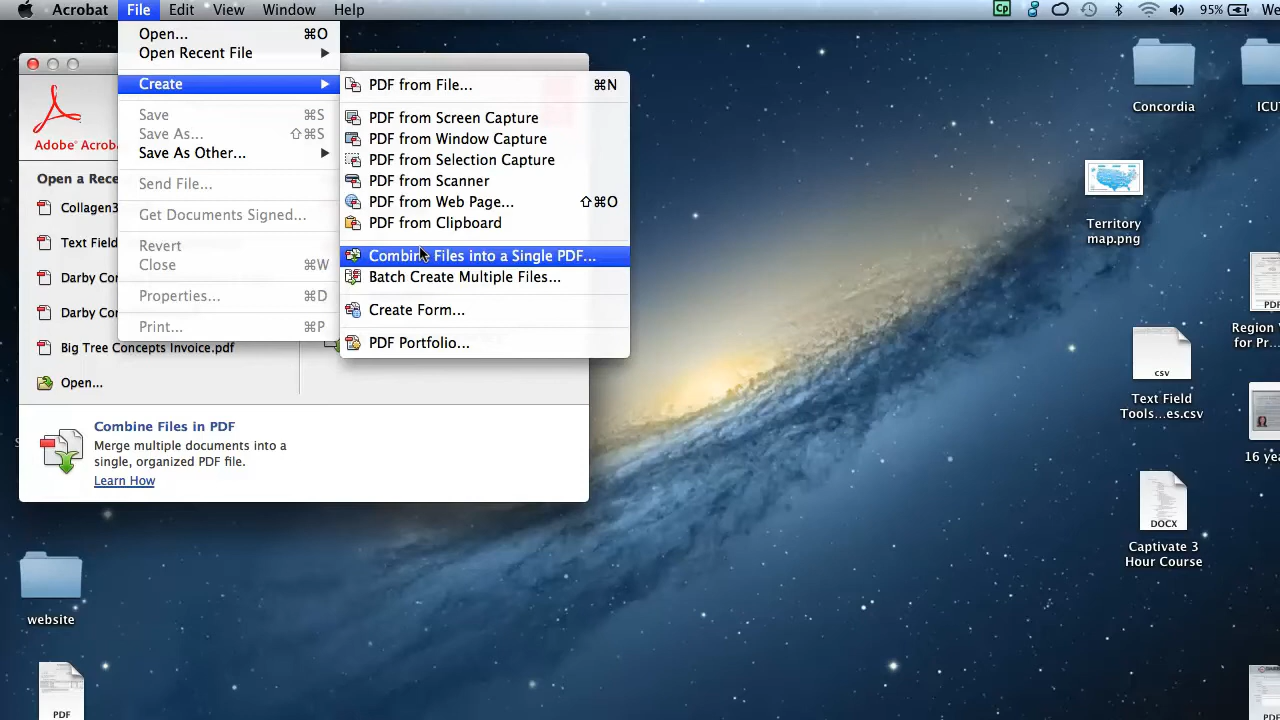 Acrobat File Edit View Window Help 95%
Open... ⌘O
Open Recent File
Create
Save ⌘S
Save As... ⇧⌘S
Save As Other...
Send File...
Get Documents Signed...
Revert
Close ⌘W
Properties... ⌘D
Print... ⌘P
PDF from File... ⌘N
PDF from Screen Capture
PDF from Window Capture
PDF from Selection Capture
PDF from Scanner
PDF from Web Page... ⇧⌘O
PDF from Clipboard
Combine Files into a Single PDF...
Batch Create Multiple Files...
Create Form...
PDF Portfolio...
Adobe® Acroba
Open a Rece
Collagen3
Text Field
Darby Co
Darby Co
Big Tree Concepts Invoice.pdf
Open...
Combine Files in PDF
Merge multiple documents into a
single, organized PDF file.
Learn How
website
PDF
Concordia
ICU
Territory
map.png
PDF
Region
for Pr...
csv
Text Field
Tools...es.csv
16 yea
DOCX
Captivate 3
Hour Course
PDF